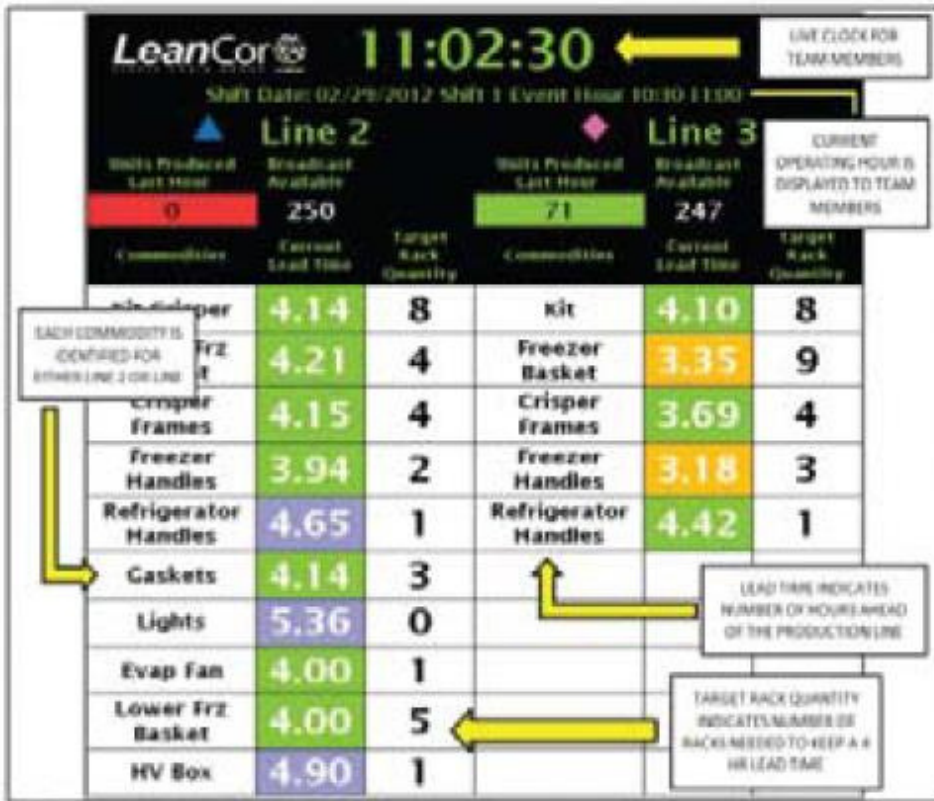 LeanCor 11:02:30
LIVE CLOCK FOR
TEAM MEMBERS
Shift Date: 02/29/2012 Shift 1 Event Hour 10:30 11:00
Line 2
Line 3
CURRENT
OPERATING HOUR IS
DISPLAYED TO TEAM
MEMBERS
Units Produced
Last Hour
Broadcast
Available
Units Produced
Last Hour
Broadcast
Available
0 250 71 247
Commodities
Current
Lead Time
Target
Rack
Quantity
Commodities
Current
Lead Time
Target
Rack
Quantity
4.14 8 Kit 4.10 8
EACH COMMODITY IS
IDENTIFIED FOR
EITHER LINE 2 OR LINE
Frz
4.21 4 Freezer
Basket 3.35 9
Crisper
Frames 4.15 4 Crisper
Frames 3.69 4
Freezer
Handles 3.94 2 Freezer
Handles 3.18 3
Refrigerator
Handles 4.65 1 Refrigerator
Handles 4.42 1
Gaskets 4.14 3
LEAD TIME INDICATES
NUMBER OF HOURS AHEAD
OF THE PRODUCTION LINE
Lights 5.36 0
Evap Fan 4.00 1
Lower Frz
Basket 4.00 5
TARGET RACK QUANTITY
INDICATES NUMBER OF
RACKS NEEDED TO KEEP A 4
HR LEAD TIME
HV Box 4.90 1